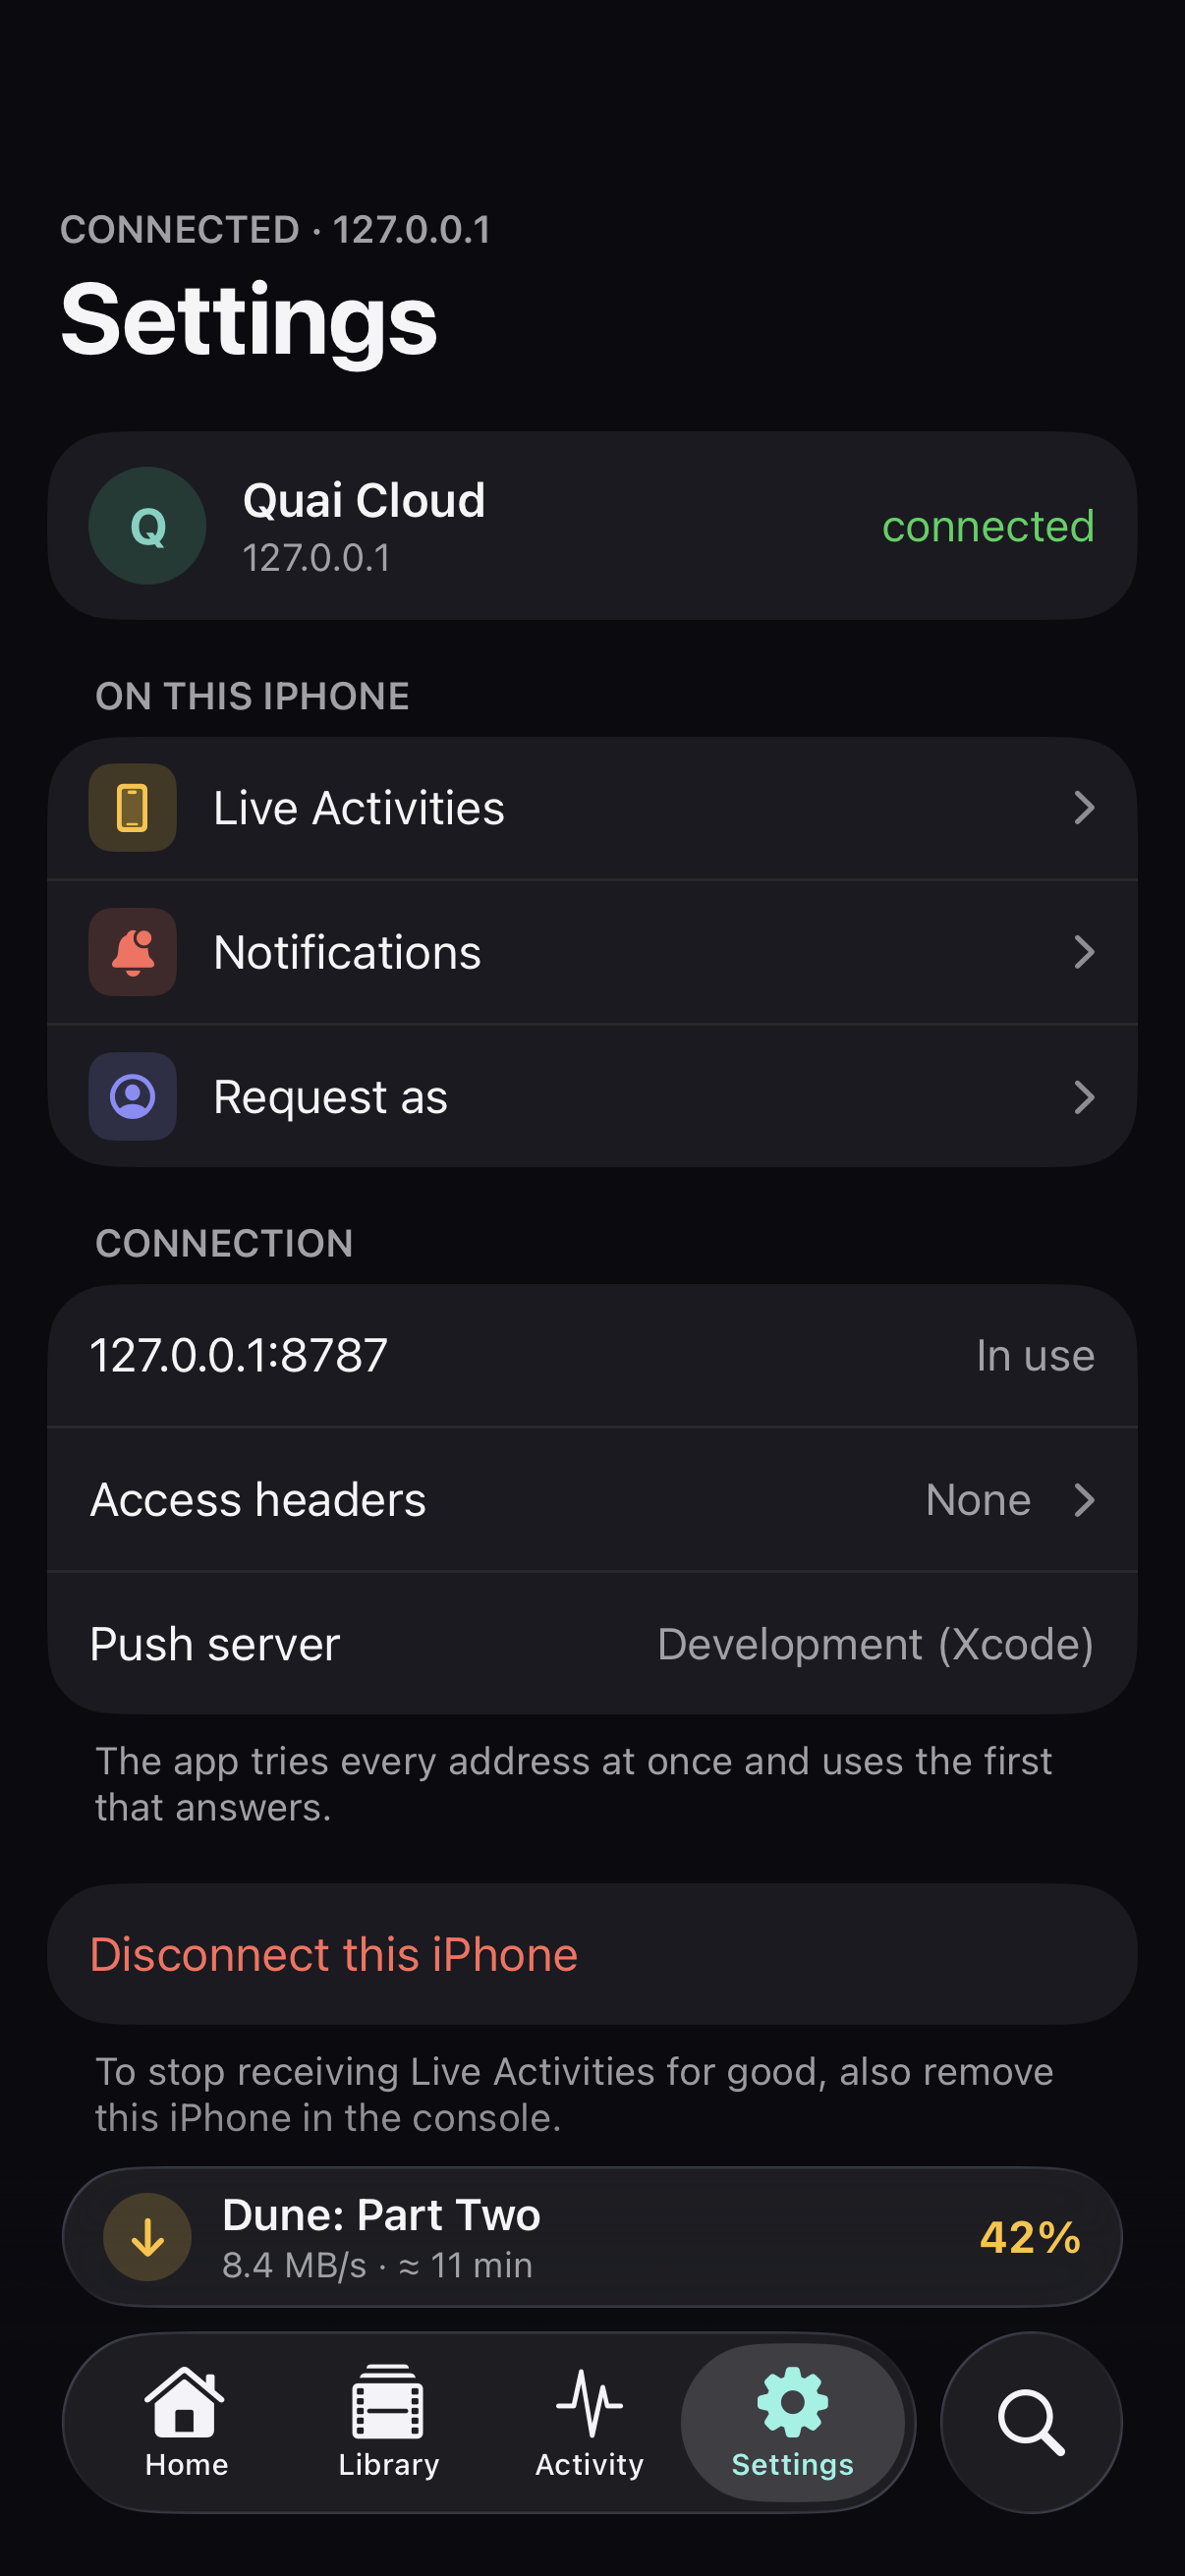 CONNECTED · 127.0.0.1
Settings
Q
Quai Cloud
127.0.0.1
connected
ON THIS IPHONE
Live Activities
Notifications
Request as
CONNECTION
127.0.0.1:8787
In use
Access headers
None
Push server
Development (Xcode)
The app tries every address at once and uses the first
that answers.
Disconnect this iPhone
To stop receiving Live Activities for good, also remove
this iPhone in the console.
Dune: Part Two
8.4 MB/s · ≈ 11 min
42%
Home
Library
Activity
Settings